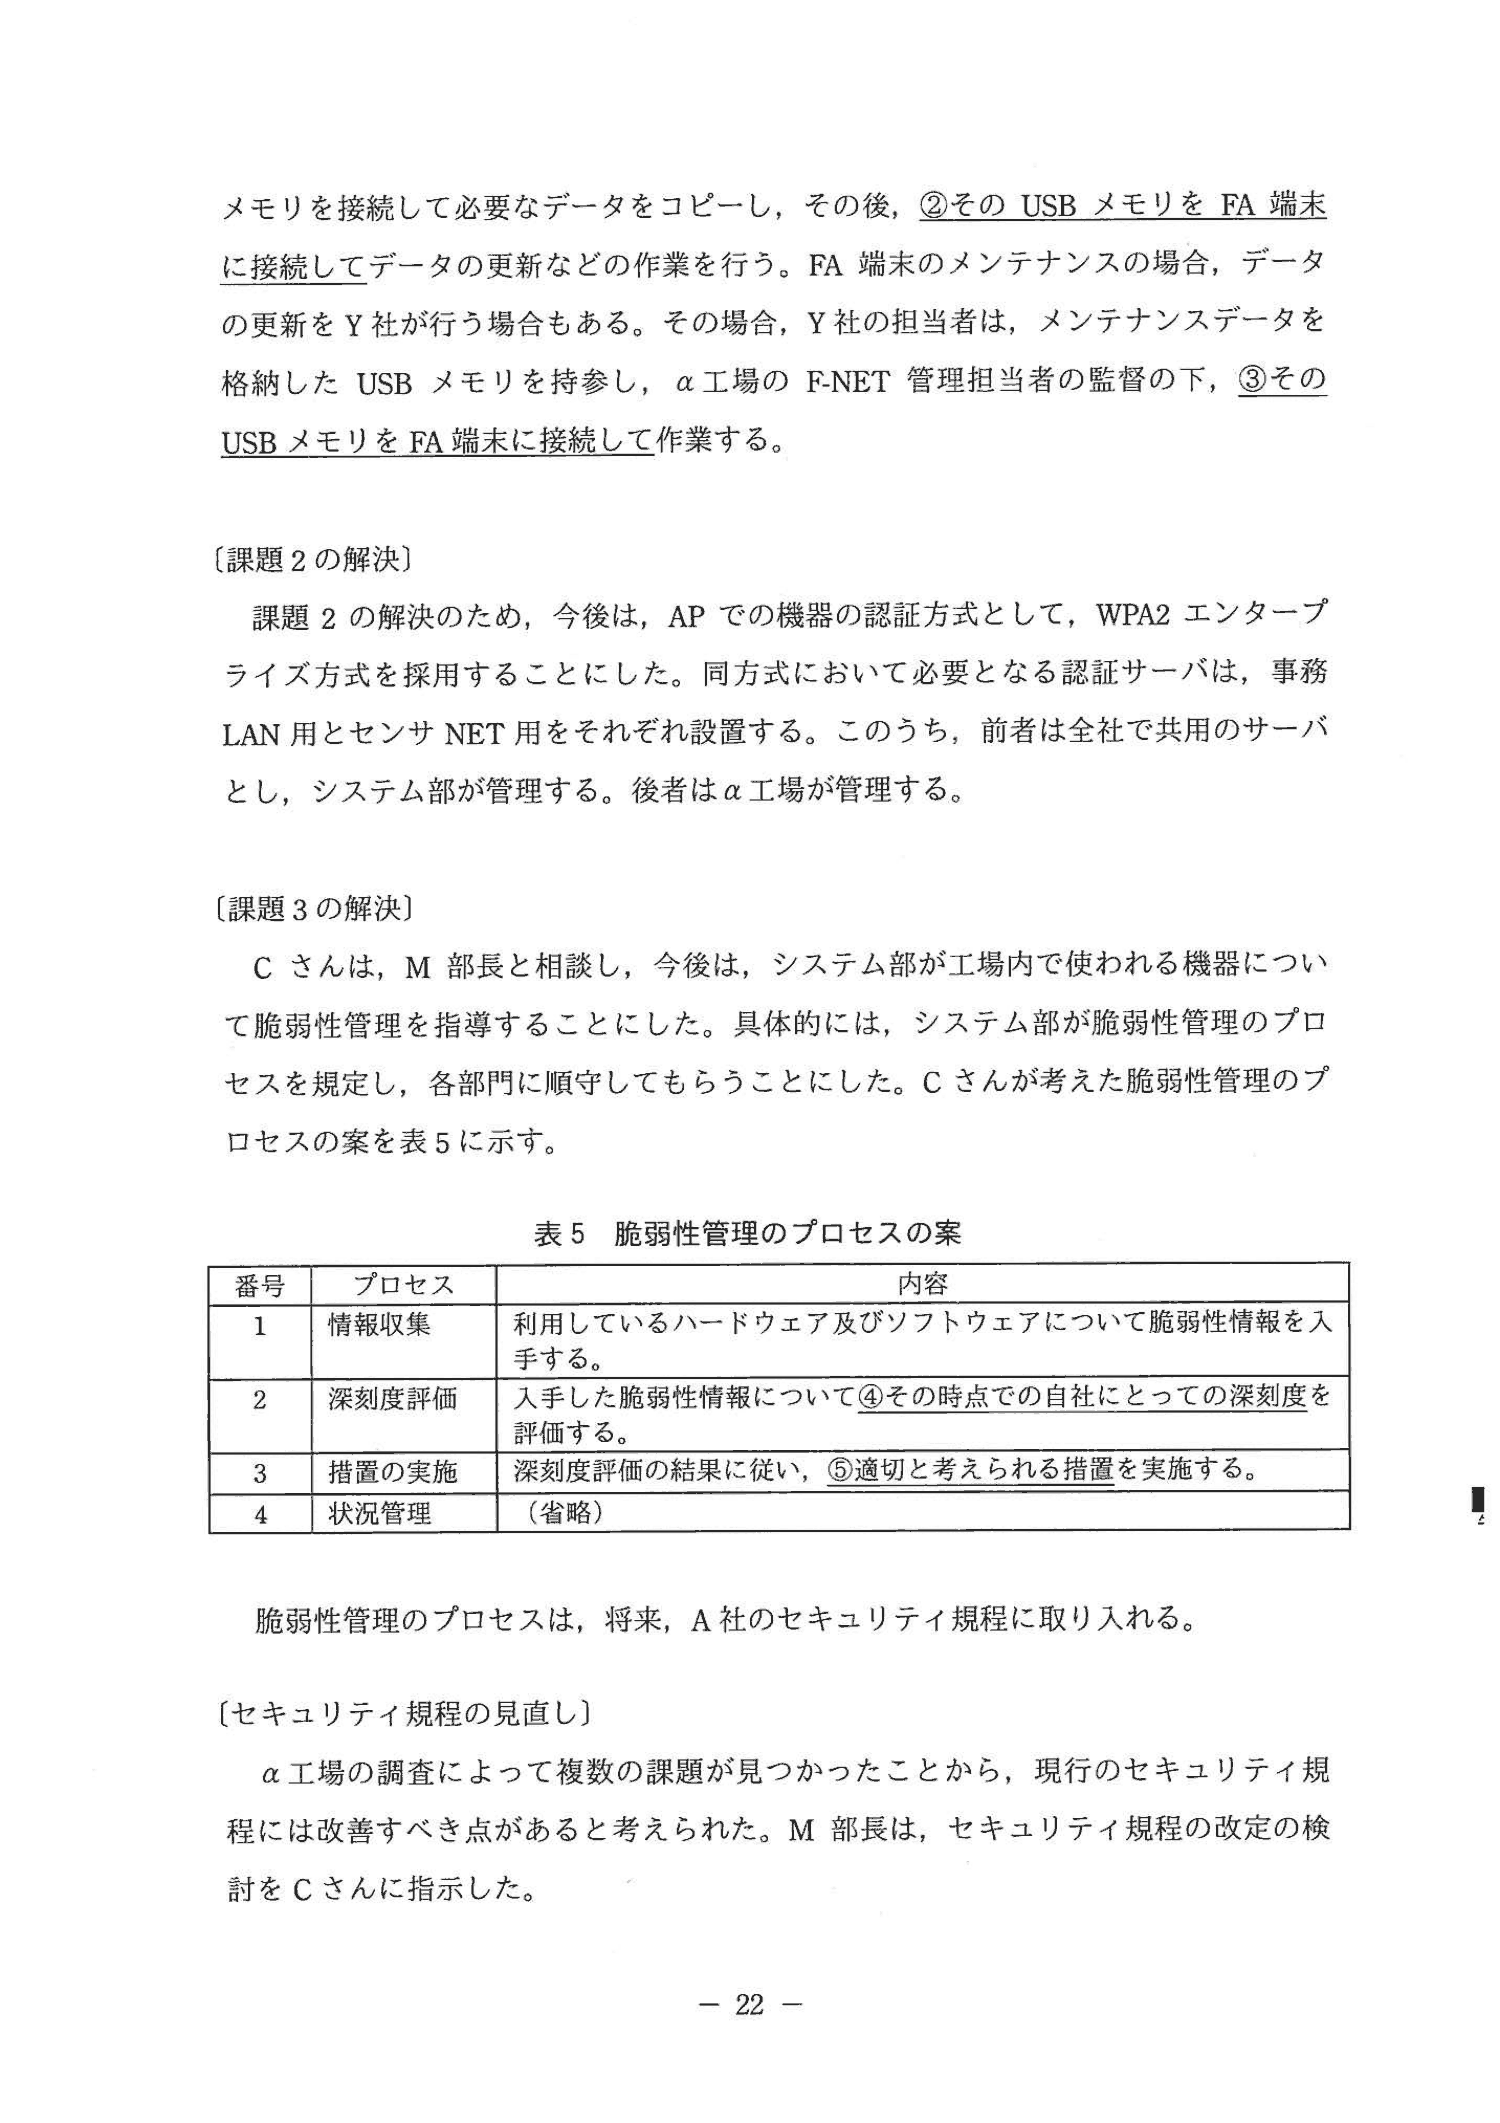 メモリを接続して必要なデータをコピーし，その後，②その USB メモリを FA 端末
に接続してデータの更新などの作業を行う。FA 端末のメンテナンスの場合，データ
の更新を Y 社が行う場合もある。その場合，Y 社の担当者は，メンテナンスデータを
格納した USB メモリを持参し，α工場の F-NET 管理担当者の監督の下，③その
USB メモリを FA 端末に接続して作業する。
〔課題 2 の解決〕
課題 2 の解決のため，今後は，AP での機器の認証方式として，WPA2 エンタープ
ライズ方式を採用することにした。同方式において必要となる認証サーバは，事務
LAN 用とセンサ NET 用をそれぞれ設置する。このうち，前者は全社で共用のサーバ
とし，システム部が管理する。後者はα工場が管理する。
〔課題 3 の解決〕
C さんは，M 部長と相談し，今後は，システム部が工場内で使われる機器につい
て脆弱性管理を指導することにした。具体的には，システム部が脆弱性管理のプロ
セスを規定し，各部門に順守してもらうことにした。C さんが考えた脆弱性管理のプ
ロセスの案を表 5 に示す。
表 5　脆弱性管理のプロセスの案
番号　プロセス　内容
1　情報収集　利用しているハードウェア及びソフトウェアについて脆弱性情報を入
手する。
2　深刻度評価　入手した脆弱性情報について④その時点での自社にとっての深刻度を
評価する。
3　措置の実施　深刻度評価の結果に従い，⑤適切と考えられる措置を実施する。
4　状況管理　（省略）
脆弱性管理のプロセスは，将来，A 社のセキュリティ規程に取り入れる。
〔セキュリティ規程の見直し〕
α工場の調査によって複数の課題が見つかったことから，現行のセキュリティ規
程には改善すべき点があると考えられた。M 部長は，セキュリティ規程の改定の検
討を C さんに指示した。
－ 22 －